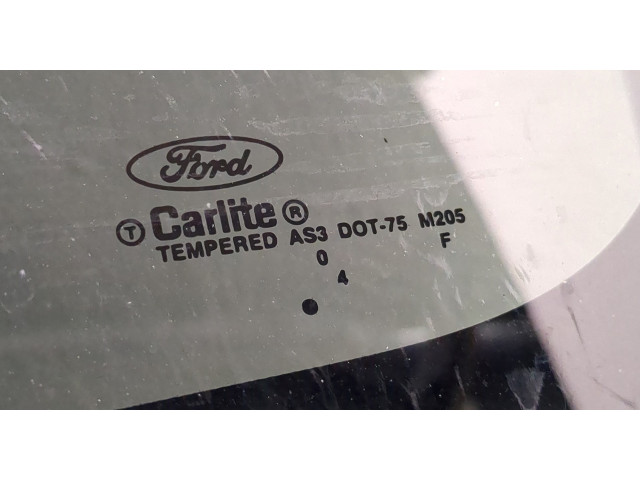 Ford
T Carlite ®
TEMPERED AS3 DOT-75 M205
0 F
4